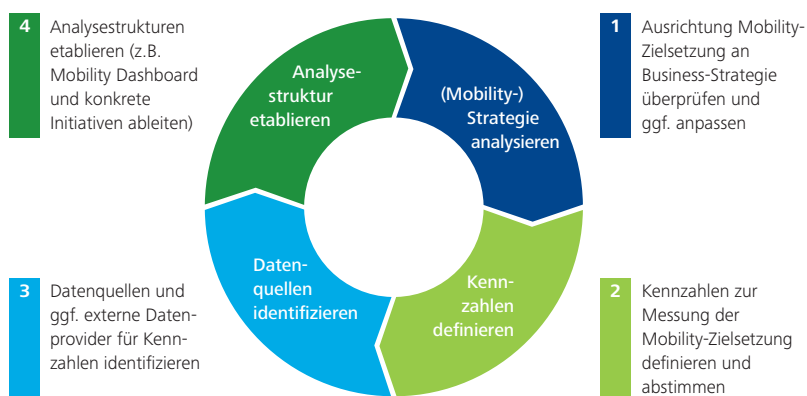 4
Analysestrukturen
etablieren (z.B.
Mobility Dashboard
und konkrete
Initiativen ableiten)
Analyse-
struktur
etablieren
(Mobility-)
Strategie
analysieren
1
Ausrichtung Mobility-
Zielsetzung an
Business-Strategie
überprüfen und
ggf. anpassen
3
Datenquellen und
ggf. externe Daten-
provider für Kenn-
zahlen identifizieren
Daten-
quellen
identifizieren
Kenn-
zahlen
definieren
2
Kennzahlen zur
Messung der
Mobility-Zielsetzung
definieren und
abstimmen